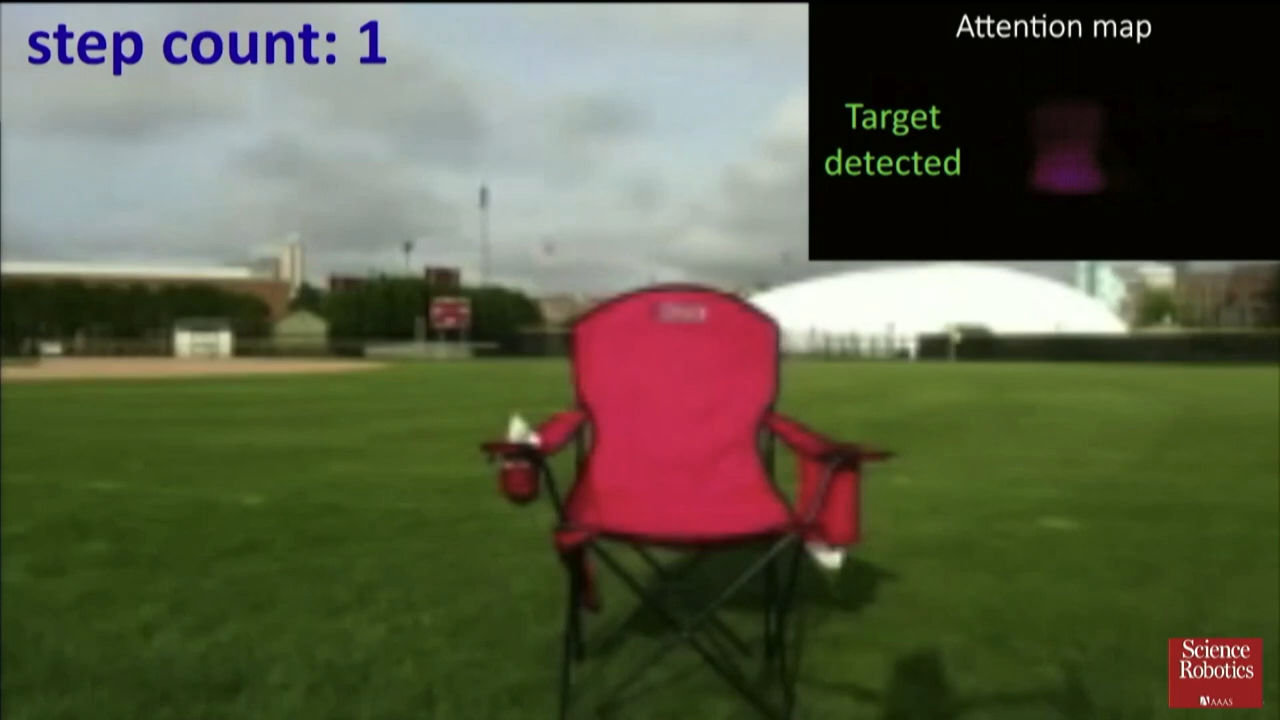 step count: 1
Attention map
Target
detected
Science
Robotics
AAAS